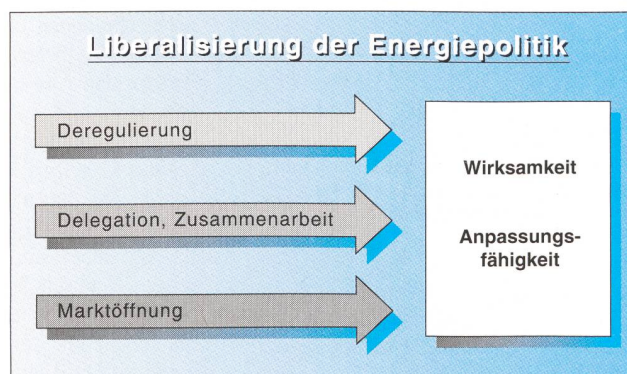 Liberalisierung der Energiepolitik
Deregulierung
Delegation, Zusammenarbeit
Marktöffnung
Wirksamkeit
Anpassungs-
fähigkeit